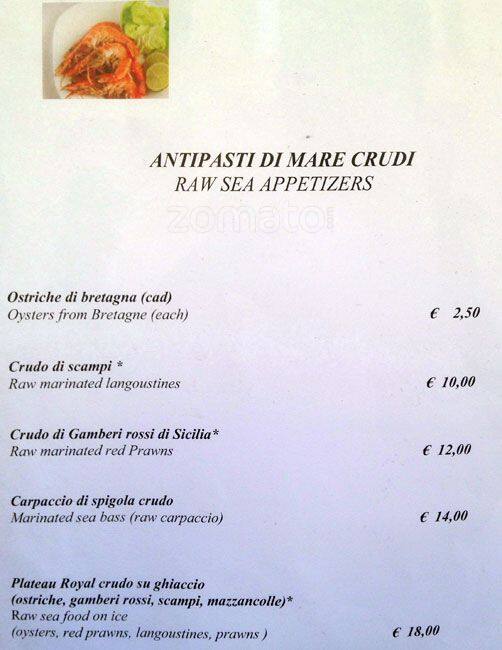 ANTIPASTI DI MARE CRUDI
RAW SEA APPETIZERS
zomato.com
Ostriche di bretagna (cad)
Oysters from Bretagne (each) € 2,50
Crudo di scampi *
Raw marinated langoustines € 10,00
Crudo di Gamberi rossi di Sicilia*
Raw marinated red Prawns € 12,00
Carpaccio di spigola crudo
Marinated sea bass (raw carpaccio) € 14,00
Plateau Royal crudo su ghiaccio
(ostriche, gamberi rossi, scampi, mazzancolle)*
Raw sea food on ice
(oysters, red prawns, langoustines, prawns ) € 18,00